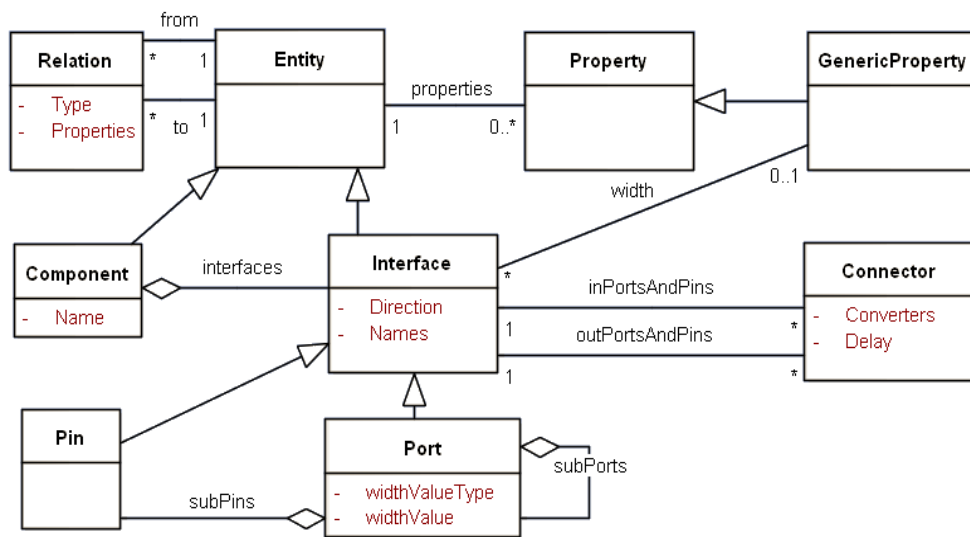 from
Relation
* 1
Entity
Property
GenericProperty
- Type
- Properties
* to 1
properties
1 0..*
width
0..1
Component
- Name
interfaces
Interface
- Direction
- Names
*
inPortsAndPins
1 *
outPortsAndPins
1 *
Connector
- Converters
- Delay
Pin
Port
- widthValueType
- widthValue
subPorts
subPins